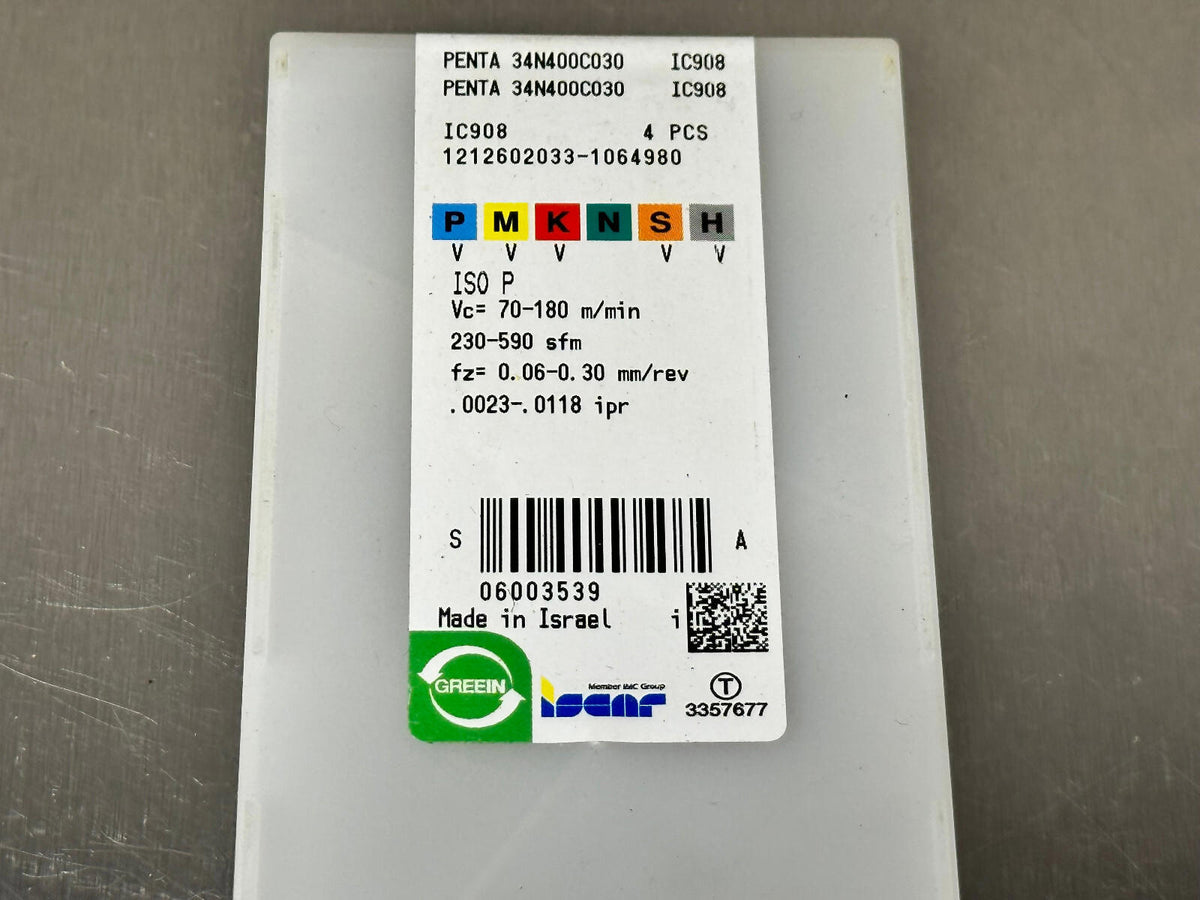 PENTA 34N400C030 IC908
PENTA 34N400C030 IC908
IC908 4 PCS
1212602033-1064980
P M K N S H
V V V V V
ISO P
Vc= 70-180 m/min
230-590 sfm
fz= 0.06-0.30 mm/rev
.0023-.0118 ipr
S A
06003539
Made in Israel i
GREEIN
Member IMC Group
iscar
T
3357677